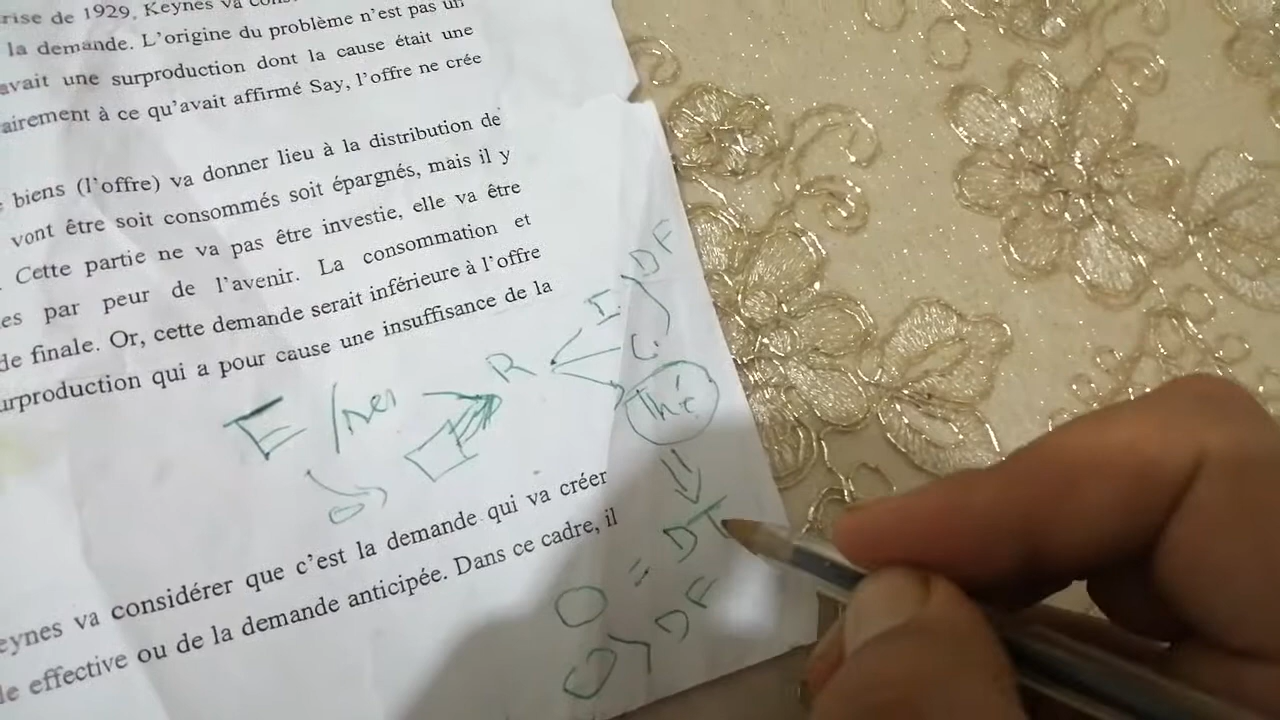 rise de 1929, Keynes va
la demande. L'origine du problème n'est pas un
avait une surproduction dont la cause était une
airement à ce qu'avait affirmé Say, l'offre ne crée
biens (l'offre) va donner lieu à la distribution de
vont être soit consommés soit épargnés, mais il y
. Cette partie ne va pas être investie, elle va être
es par peur de l'avenir. La consommation et
de finale. Or, cette demande serait inférieure à l'offre
urproduction qui a pour cause une insuffisance de la
I ) DF
R C.
E Thé
O
eynes va considérer que c'est la demande qui va créer
le effective ou de la demande anticipée. Dans ce cadre, il
O = DT
O > DF